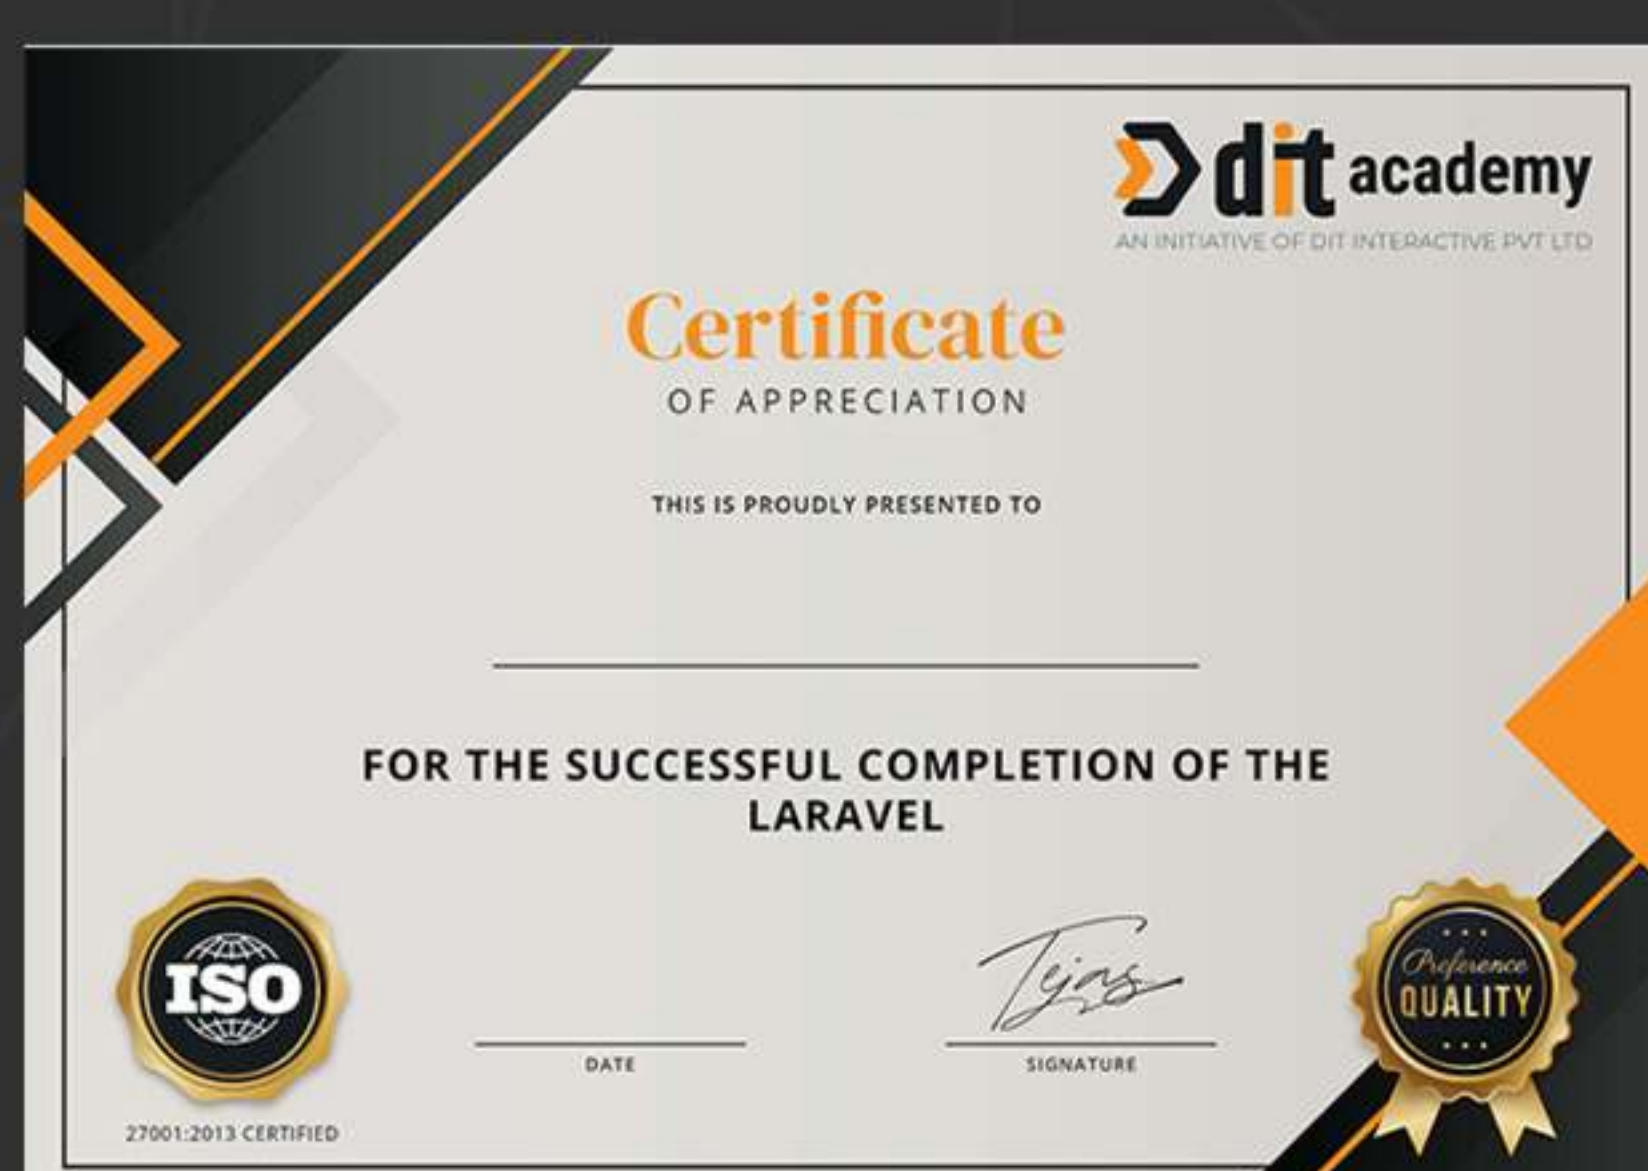 dit academy
AN INITIATIVE OF DIT INTERACTIVE PVT LTD
Certificate
OF APPRECIATION
THIS IS PROUDLY PRESENTED TO
FOR THE SUCCESSFUL COMPLETION OF THE
LARAVEL
ISO
27001:2013 CERTIFIED
DATE
Tejas
SIGNATURE
Preference
QUALITY